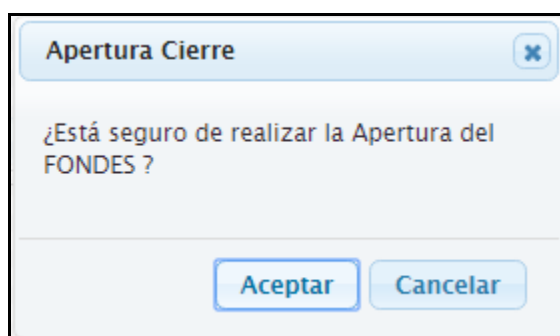 Apertura Cierre
¿Está seguro de realizar la Apertura del
FONDES ?
Aceptar Cancelar